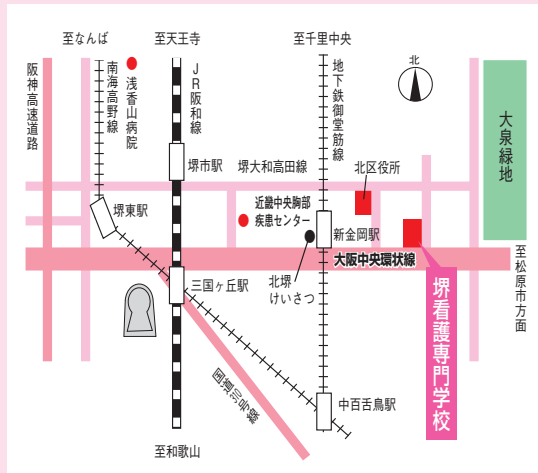 至なんば
至天王寺
至千里中央
阪神高速道路
南海高野線
浅香山病院
JR阪和線
地下鉄御堂筋線
北
大泉緑地
堺市駅
堺大和高田線
北区役所
近畿中央胸部
疾患センター
堺東駅
新金岡駅
大阪中央環状線
至松原市方面
北堺
けいさつ
三国ヶ丘駅
堺看護専門学校
国道310号線
中百舌鳥駅
至和歌山